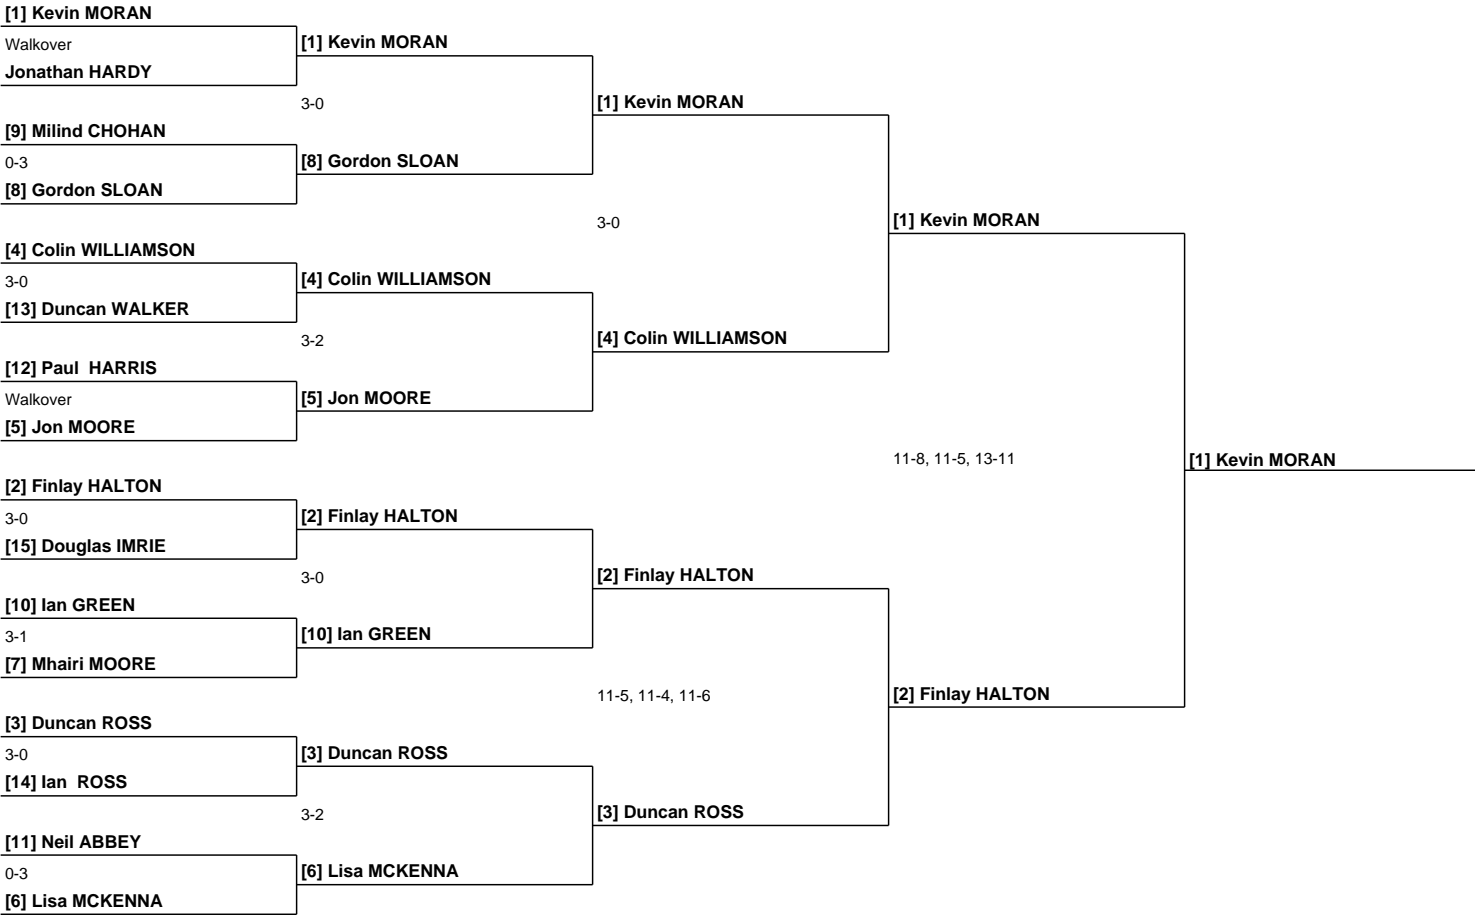 [1] Kevin MORAN
Walkover
Jonathan HARDY
[9] Milind CHOHAN
0-3
[8] Gordon SLOAN
[4] Colin WILLIAMSON
3-0
[13] Duncan WALKER
[12] Paul  HARRIS
Walkover
[5] Jon MOORE
[2] Finlay HALTON
3-0
[15] Douglas IMRIE
[10] Ian GREEN
3-1
[7] Mhairi MOORE
[3] Duncan ROSS
3-0
[14] Ian  ROSS
[11] Neil ABBEY
0-3
[6] Lisa MCKENNA
[1] Kevin MORAN
3-0
[8] Gordon SLOAN
[4] Colin WILLIAMSON
3-2
[5] Jon MOORE
[2] Finlay HALTON
3-0
[10] Ian GREEN
[3] Duncan ROSS
3-2
[6] Lisa MCKENNA
[1] Kevin MORAN
3-0
[4] Colin WILLIAMSON
[2] Finlay HALTON
11-5, 11-4, 11-6
[3] Duncan ROSS
[1] Kevin MORAN
11-8, 11-5, 13-11
[2] Finlay HALTON
[1] Kevin MORAN